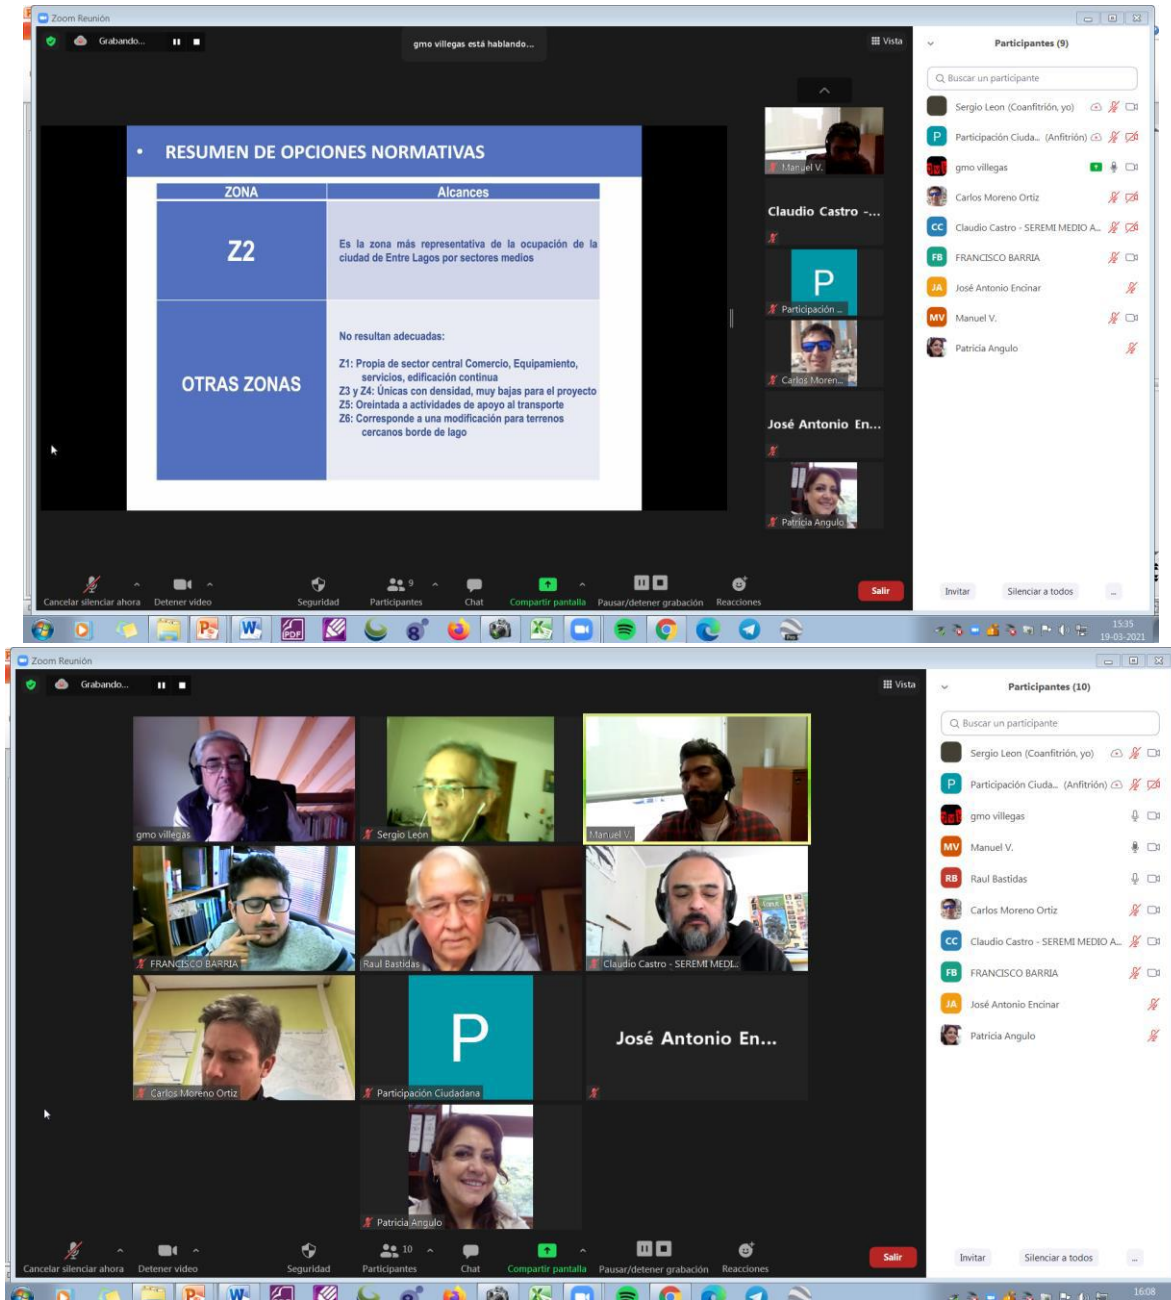 Zoom Reunión
Grabando...
gmo villegas está hablando...
Vista
Participantes (9)
Buscar un participante
Sergio Leon (Coanfitrión, yo)
P Participación Ciuda... (Anfitrión)
gmo villegas
Carlos Moreno Ortiz
CC Claudio Castro - SEREMI MEDIO A...
FB FRANCISCO BARRIA
JA José Antonio Encinar
MV Manuel V.
Patricia Angulo
• RESUMEN DE OPCIONES NORMATIVAS
ZONA Alcances
Z2
Es la zona más representativa de la ocupación de la
ciudad de Entre Lagos por sectores medios
OTRAS ZONAS
No resultan adecuadas:
Z1: Propia de sector central Comercio, Equipamiento,
servicios, edificación continua
Z3 y Z4: Únicas con densidad, muy bajas para el proyecto
Z5: Oreintada a actividades de apoyo al transporte
Z6: Corresponde a una modificación para terrenos
cercanos borde de lago
Manuel V.
Claudio Castro -...
P
Participación ...
Carlos Moren...
José Antonio En...
Patricia Angulo
Cancelar silenciar ahora
Detener video
Seguridad
Participantes 9
Chat
Compartir pantalla
Pausar/detener grabación
Reacciones
Salir
Invitar
Silenciar a todos
...
15:35
19-03-2021
Zoom Reunión
Grabando...
Vista
Participantes (10)
Buscar un participante
Sergio Leon (Coanfitrión, yo)
P Participación Ciuda... (Anfitrión)
gmo villegas
MV Manuel V.
RB Raul Bastidas
Carlos Moreno Ortiz
CC Claudio Castro - SEREMI MEDIO A...
FB FRANCISCO BARRIA
JA José Antonio Encinar
Patricia Angulo
gmo villegas
Sergio Leon
Manuel V.
FRANCISCO BARRIA
Raul Bastidas
Claudio Castro - SEREMI MEDI...
Carlos Moreno Ortiz
P
Participación Ciudadana
José Antonio En...
Patricia Angulo
Cancelar silenciar ahora
Detener video
Seguridad
Participantes 10
Chat
Compartir pantalla
Pausar/detener grabación
Reacciones
Salir
Invitar
Silenciar a todos
...
16:08